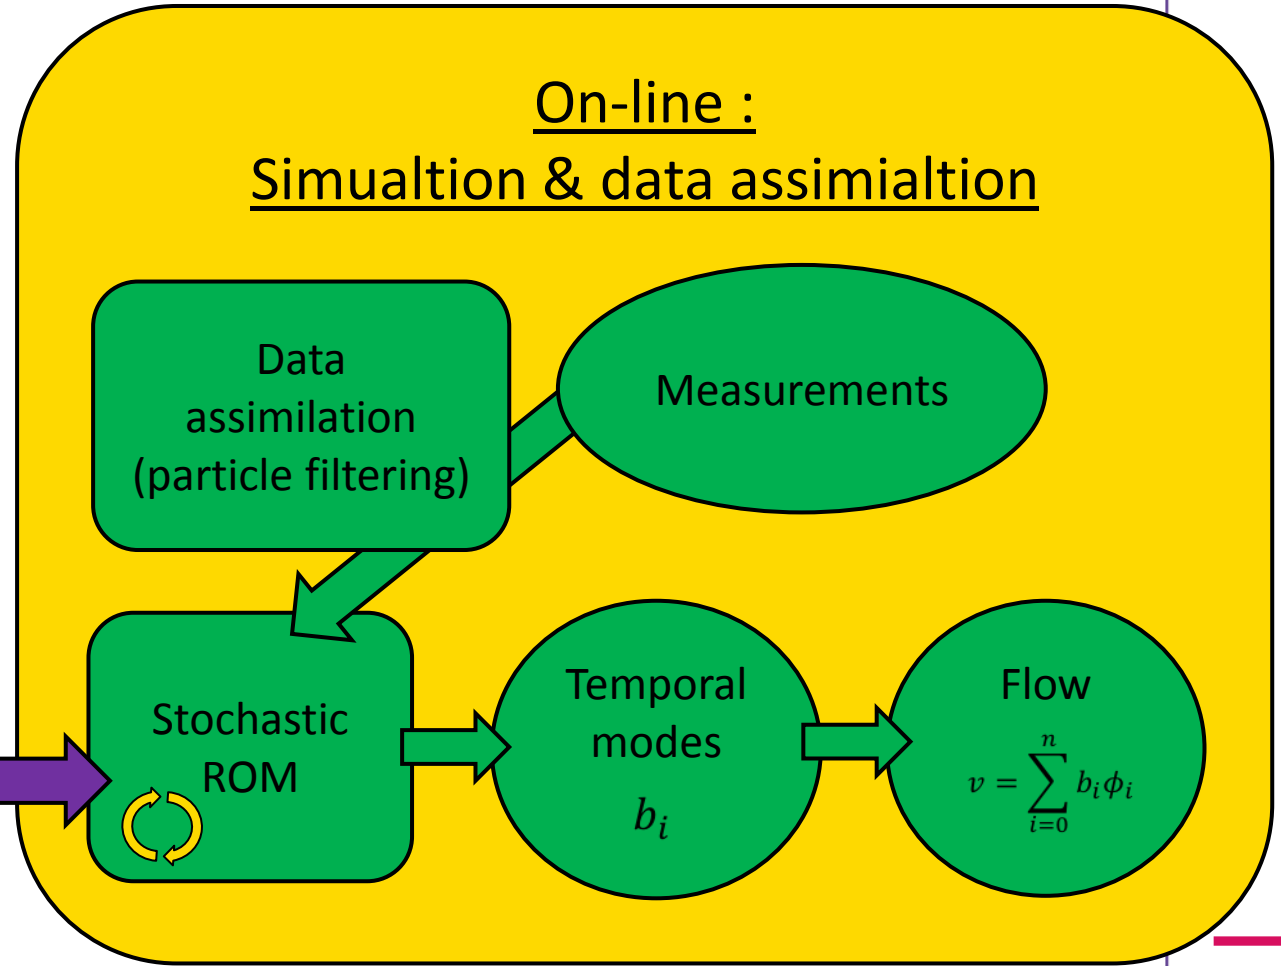 On-line :
Simualtion & data assimialtion
Data
assimilation
(particle filtering)
Measurements
Stochastic
ROM
Temporal
modes
b_i
Flow
v = \sum_{i=0}^{n} b_i \phi_i